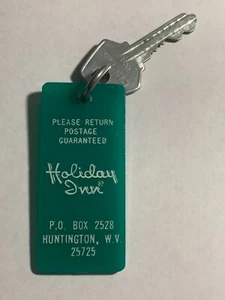 PLEASE RETURN
POSTAGE
GUARANTEED
Holiday
Inn®
P.O. BOX 2528
HUNTINGTON, W.V.
25725